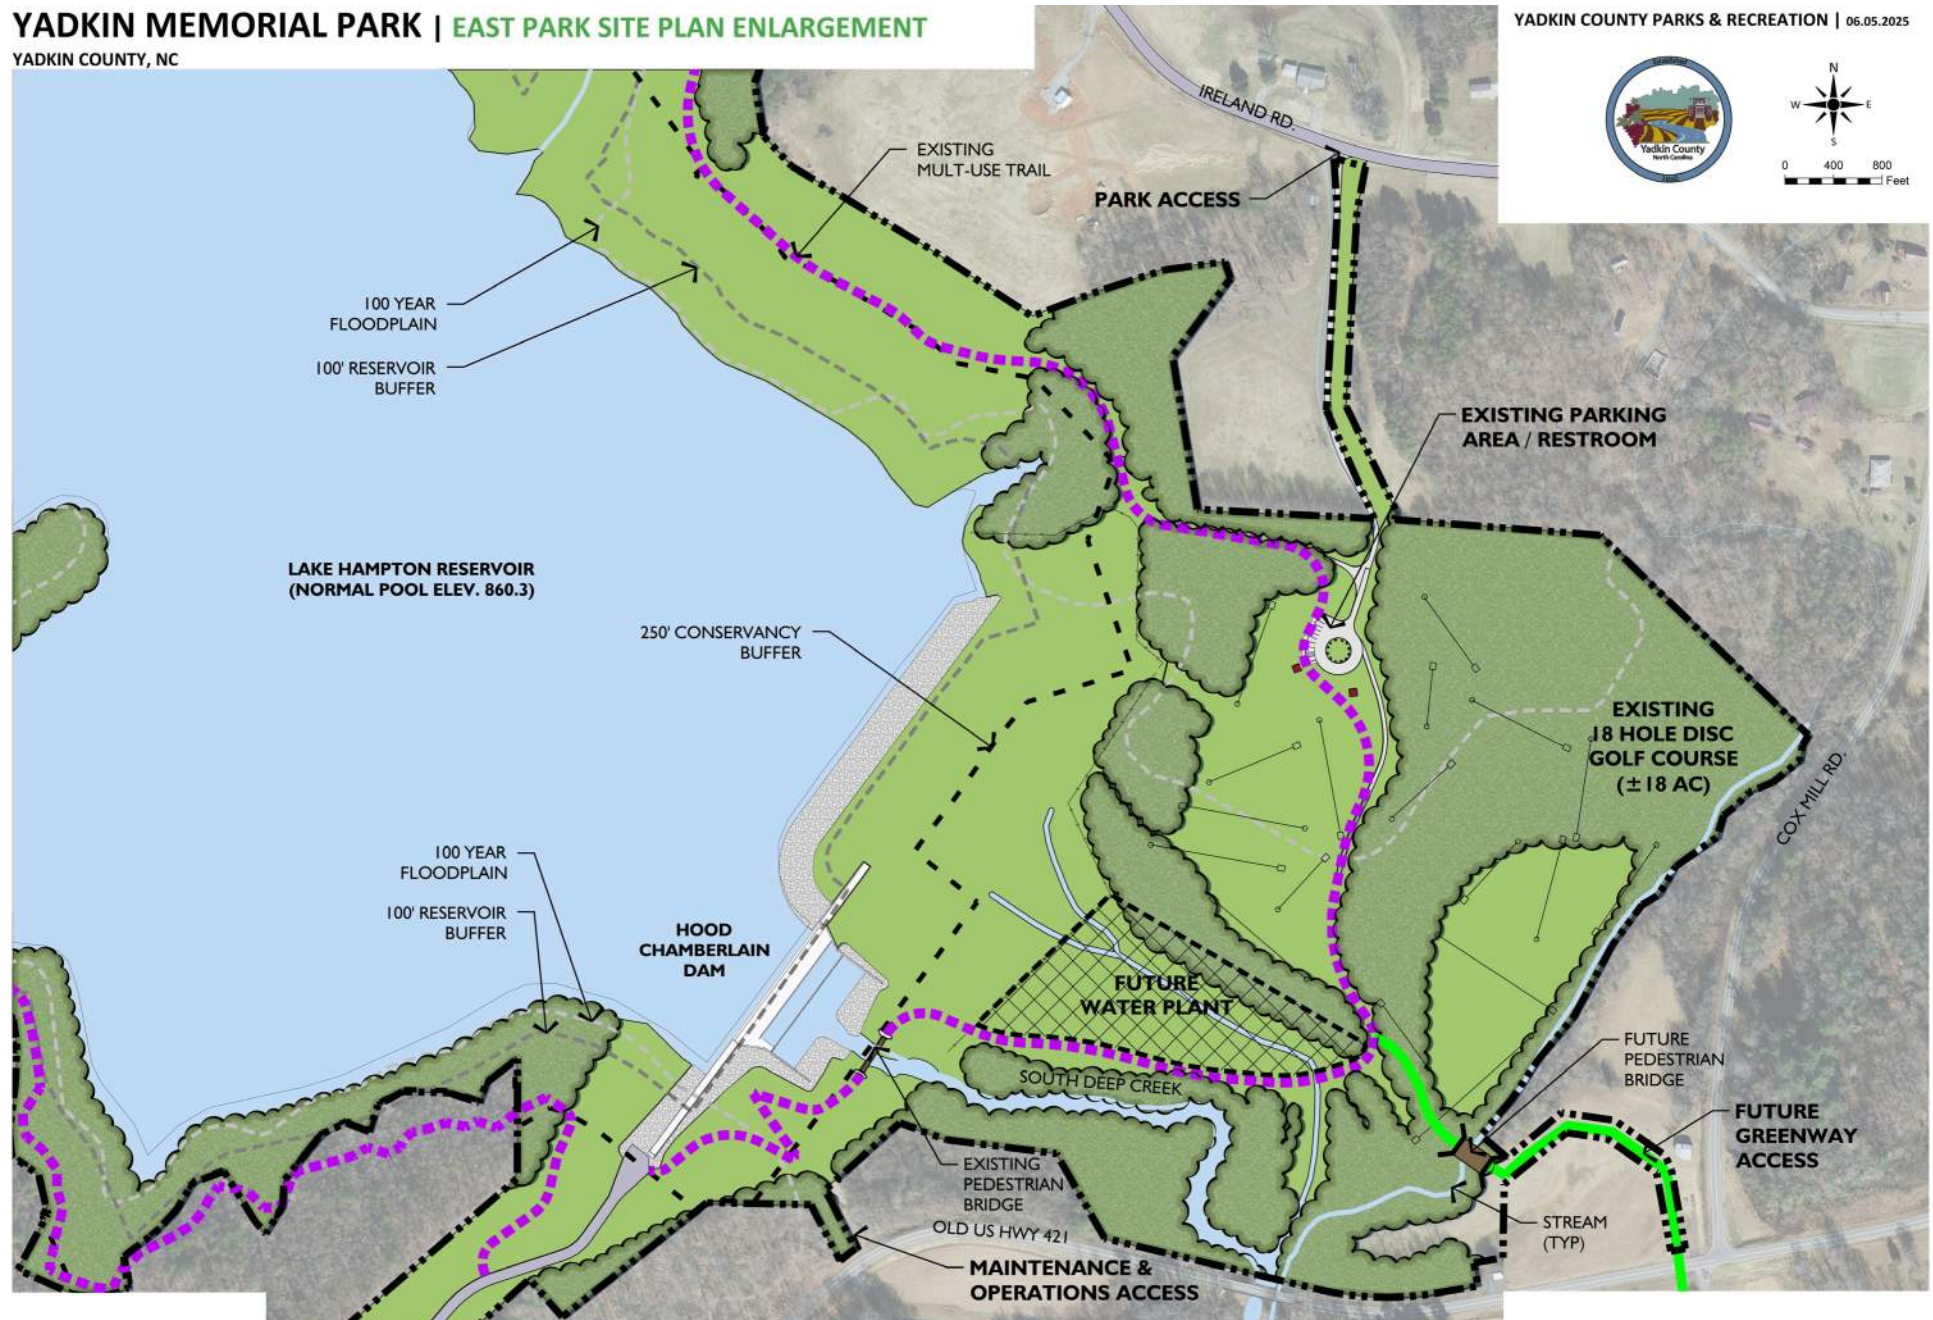 YADKIN MEMORIAL PARK | EAST PARK SITE PLAN ENLARGEMENT
YADKIN COUNTY, NC
YADKIN COUNTY PARKS & RECREATION | 06.05.2025
Yadkin County
North Carolina
N
W
E
S
0 400 800
Feet
IRELAND RD.
EXISTING
MULT-USE TRAIL
PARK ACCESS
100 YEAR
FLOODPLAIN
100' RESERVOIR
BUFFER
EXISTING PARKING
AREA / RESTROOM
LAKE HAMPTON RESERVOIR
(NORMAL POOL ELEV. 860.3)
250' CONSERVANCY
BUFFER
EXISTING
18 HOLE DISC
GOLF COURSE
(±18 AC)
COX MILL RD.
100 YEAR
FLOODPLAIN
100' RESERVOIR
BUFFER
HOOD
CHAMBERLAIN
DAM
FUTURE
WATER PLANT
SOUTH DEEP CREEK
FUTURE
PEDESTRIAN
BRIDGE
FUTURE
GREENWAY
ACCESS
EXISTING
PEDESTRIAN
BRIDGE
OLD US HWY 421
STREAM
(TYP)
MAINTENANCE &
OPERATIONS ACCESS